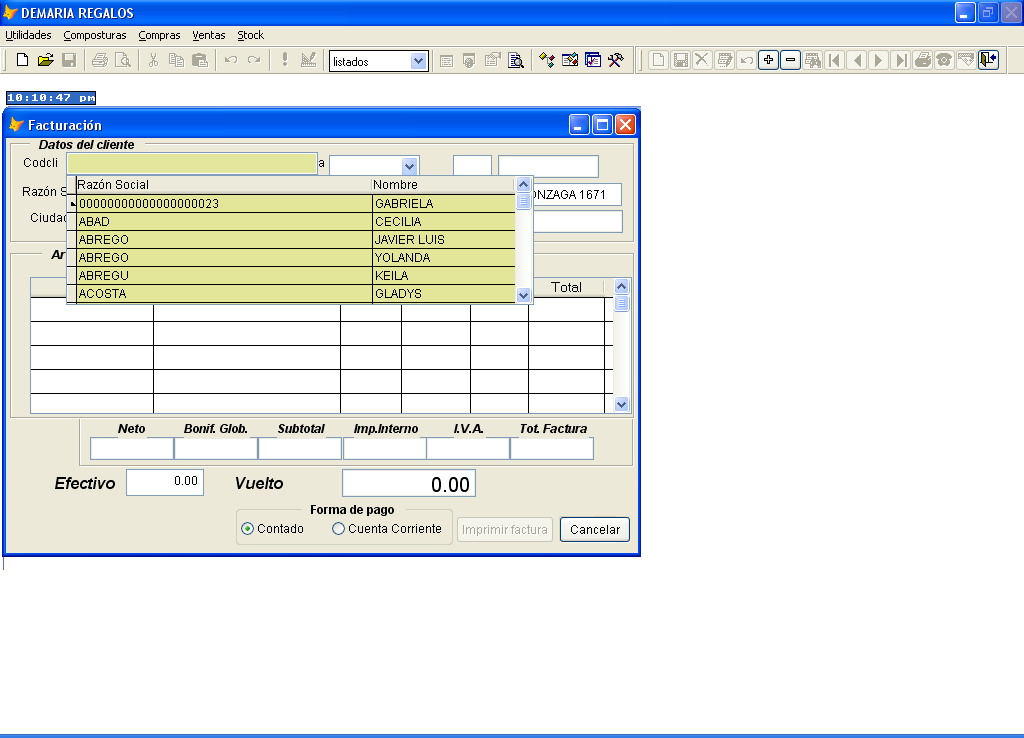 DEMARIA REGALOS
Utilidades Composturas Compras Ventas Stock
listados
10:10:47 pm
Facturación
Datos del cliente
Codcli a
Razón Social Nombre
Razón S ONZAGA 1671
00000000000000000023 GABRIELA
ABAD CECILIA
Ciudad
ABREGO JAVIER LUIS
ABREGO YOLANDA
Ar
ABREGU KEILA
ACOSTA GLADYS
Total
Neto Bonif. Glob. Subtotal Imp.Interno I.V.A. Tot. Factura
Efectivo 0.00 Vuelto 0.00
Forma de pago
Contado Cuenta Corriente Imprimir factura Cancelar